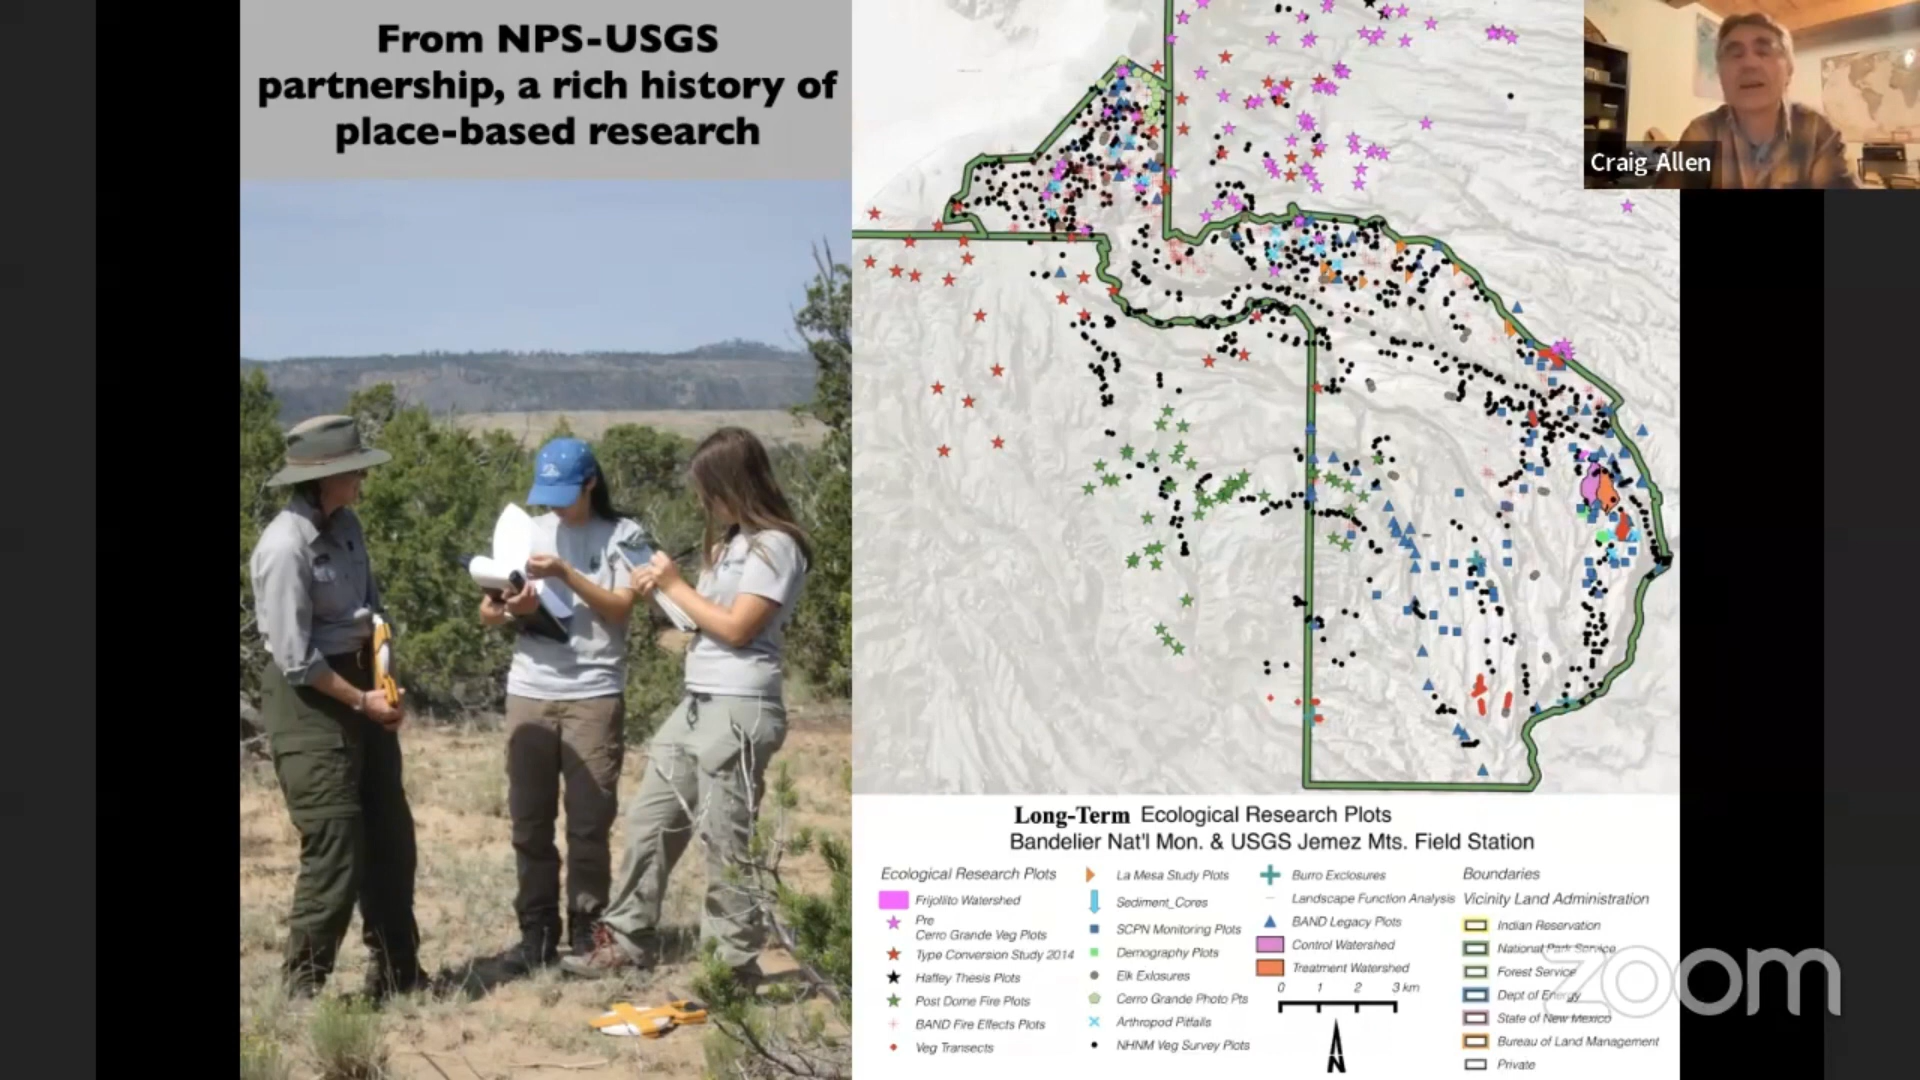 From NPS-USGS
partnership, a rich history of
place-based research
Craig Allen
Long-Term Ecological Research Plots
Bandelier Nat'l Mon. & USGS Jemez Mts. Field Station
Ecological Research Plots
Frijolito Watershed
Pre
Cerro Grande Veg Plots
Type Conversion Study 2014
Hafley Thesis Plots
Post Dome Fire Plots
BAND Fire Effects Plots
Veg Transects
La Mesa Study Plots
Sediment_Cores
SCPN Monitoring Plots
Demography Plots
Elk Exlosures
Cerro Grande Photo Pts
Arthropod Pitfalls
NHNM Veg Survey Plots
Burro Exclosures
Landscape Function Analysis
BAND Legacy Plots
Control Watershed
Treatment Watershed
0 1 2 3 km
N
Boundaries
Vicinity Land Administration
Indian Reservation
National Park Service
Forest Service
Dept of Energy
State of New Mexico
Bureau of Land Management
Private
zoom